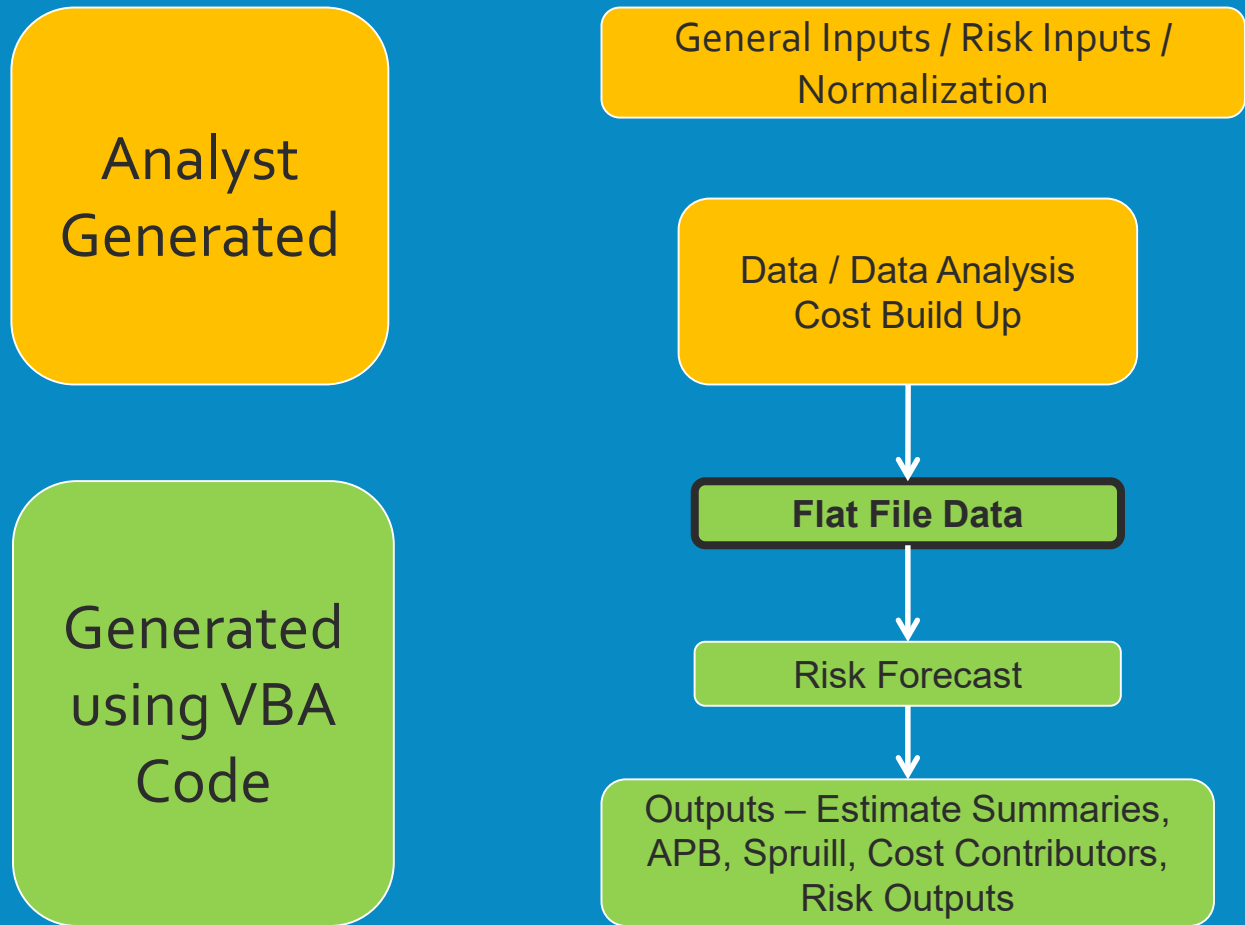 Analyst
Generated
General Inputs / Risk Inputs /
Normalization
Data / Data Analysis
Cost Build Up
Generated
using VBA
Code
Flat File Data
Risk Forecast
Outputs – Estimate Summaries,
APB, Spruill, Cost Contributors,
Risk Outputs